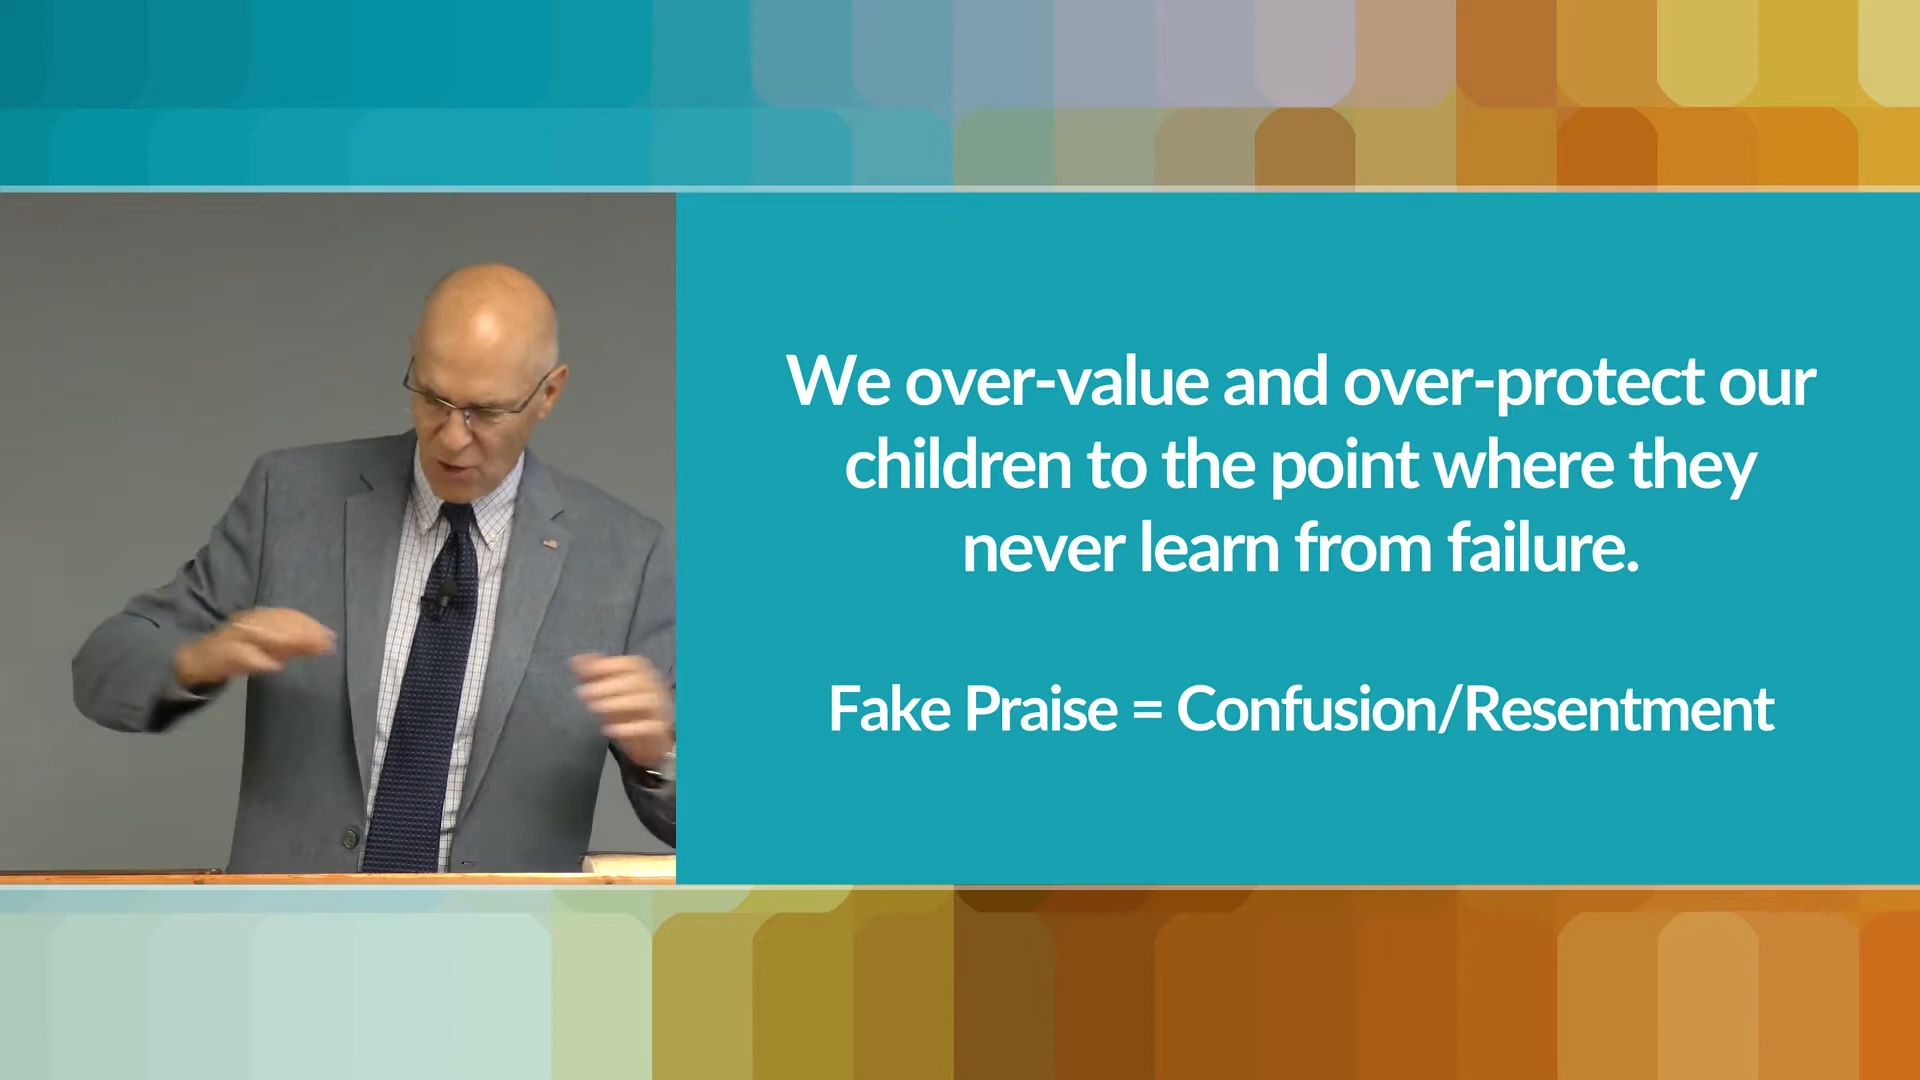 We over-value and over-protect our
children to the point where they
never learn from failure.
Fake Praise = Confusion/Resentment